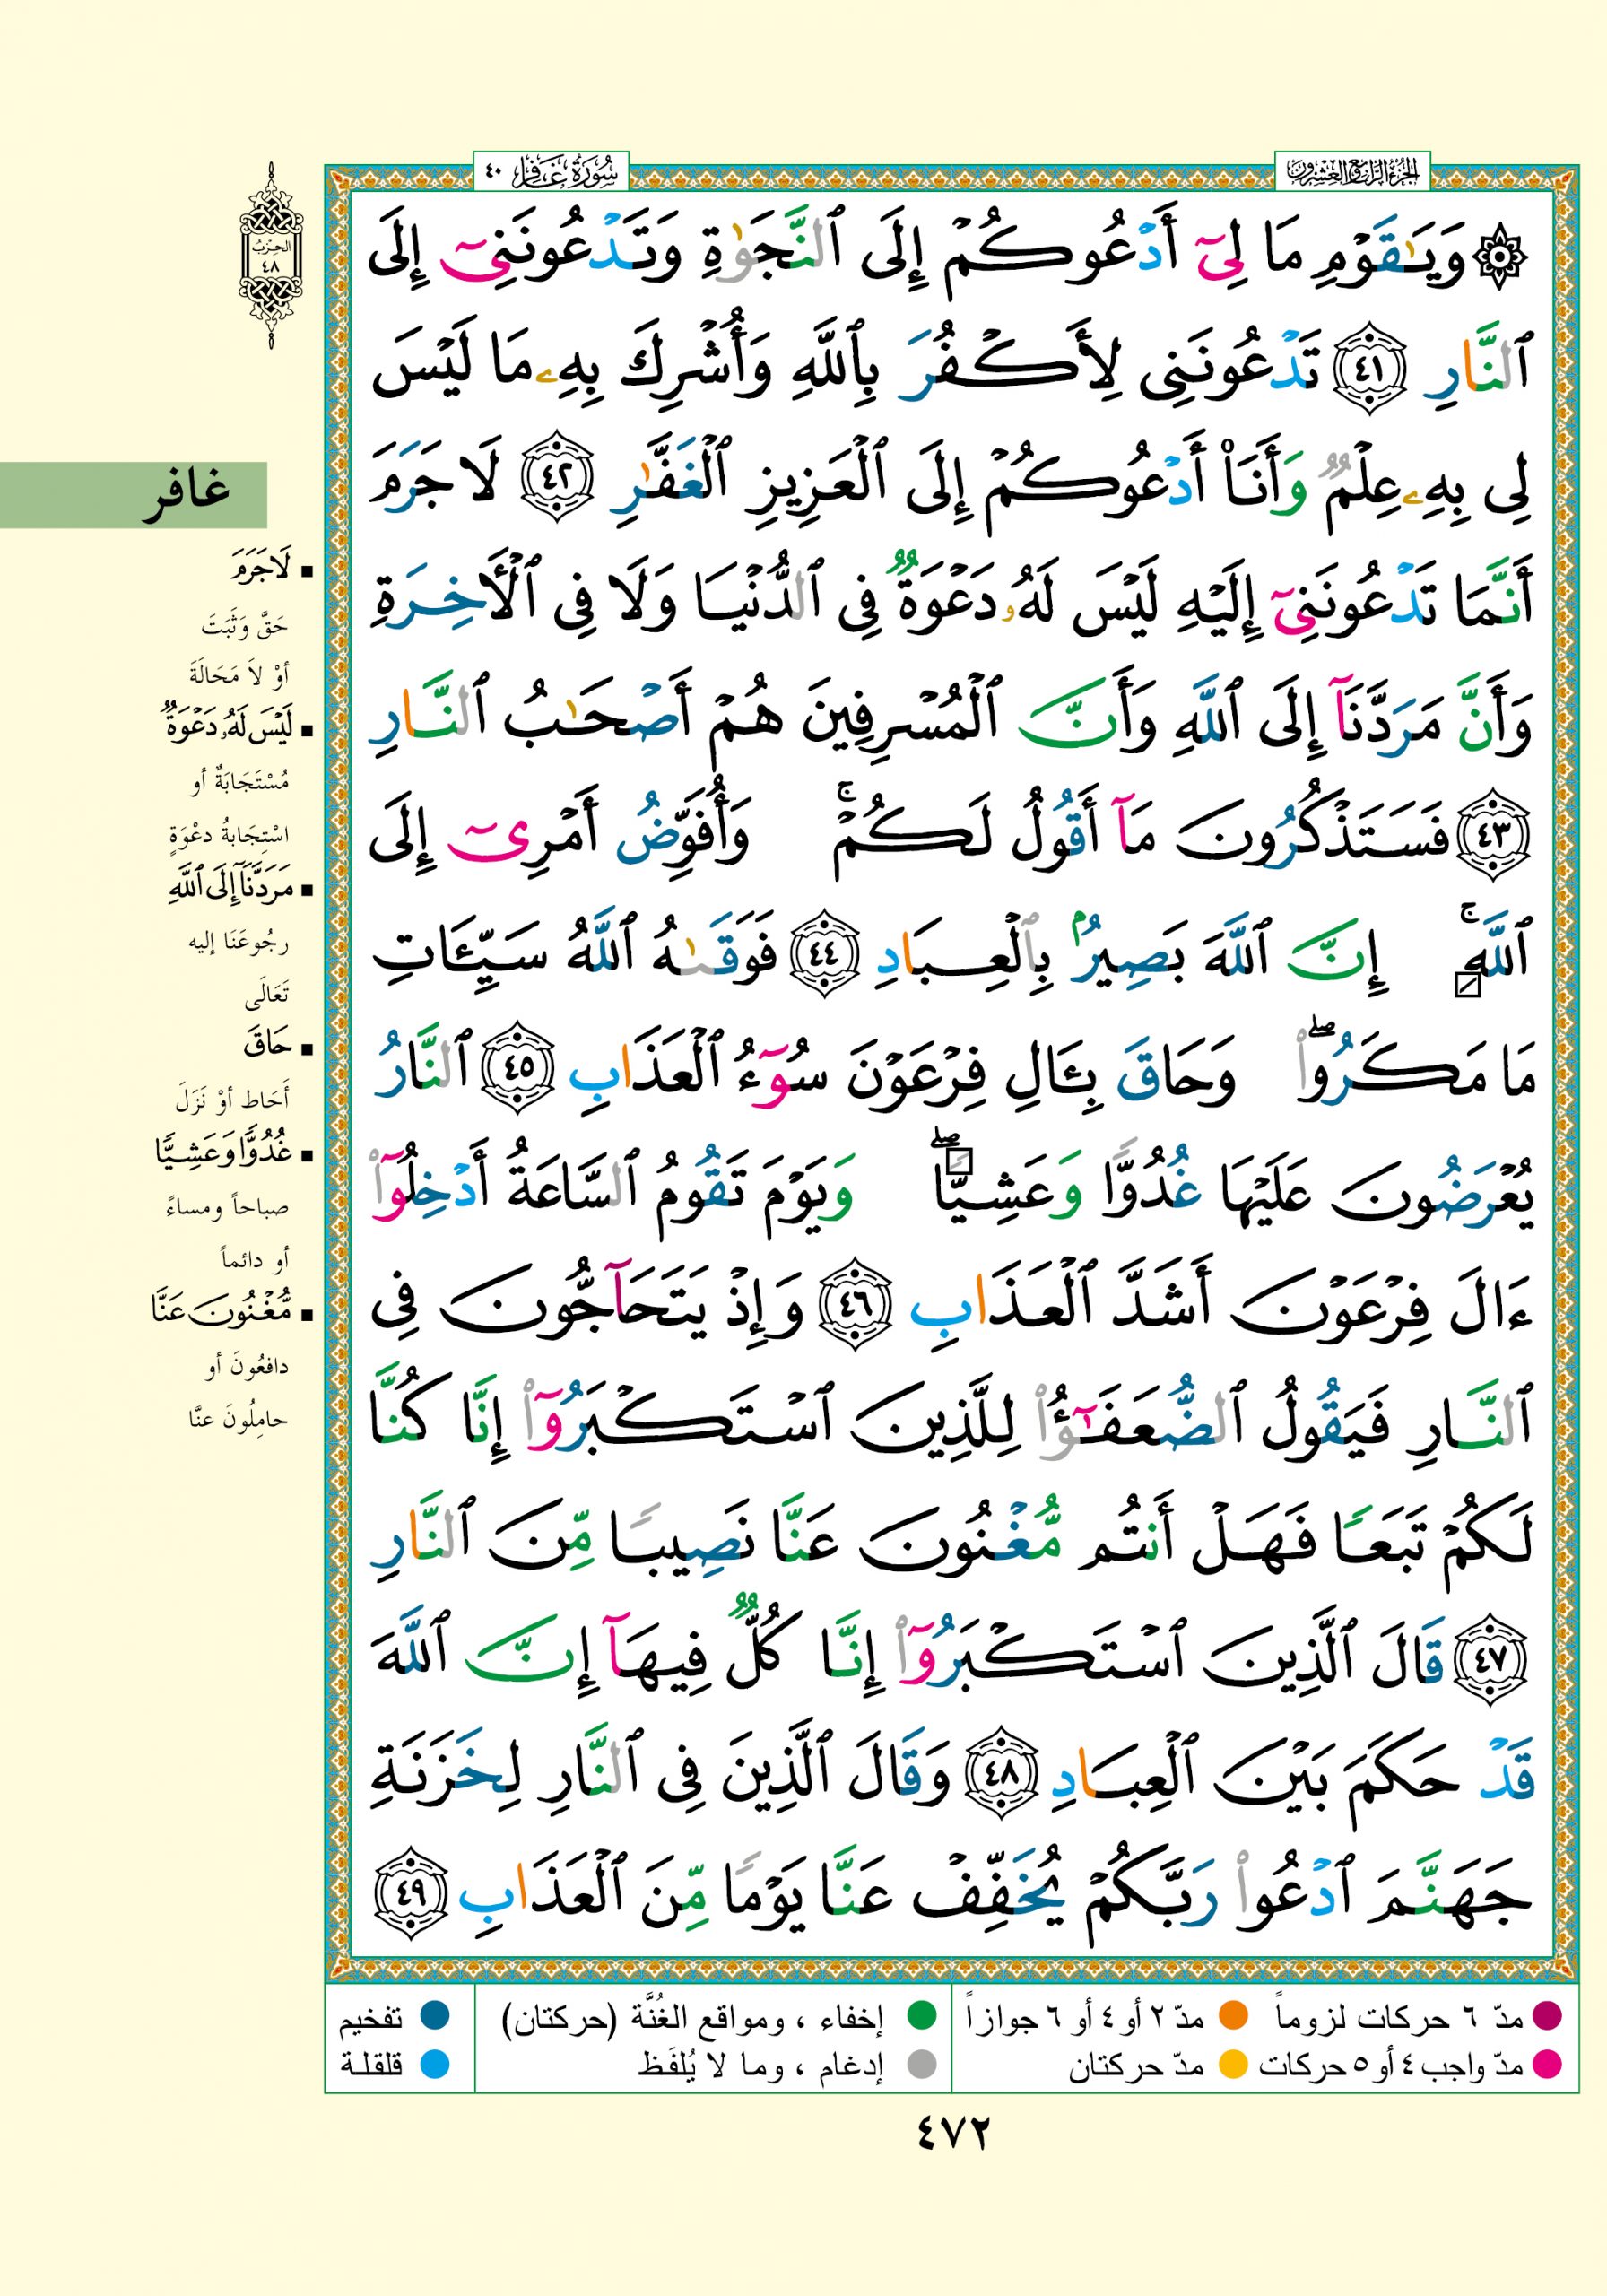 الجزء الرابع والعشرون
سورة غافر ٤٠
الحزب
٤٨
۞ وَيَـٰقَوْمِ مَا لِىٓ أَدْعُوكُمْ إِلَى ٱلنَّجَوٰةِ وَتَدْعُونَنِىٓ إِلَى
ٱلنَّارِ ٤١ تَدْعُونَنِى لِأَكْفُرَ بِٱللَّهِ وَأُشْرِكَ بِهِۦ مَا لَيْسَ
لِى بِهِۦ عِلْمٌ وَأَنَا۠ أَدْعُوكُمْ إِلَى ٱلْعَزِيزِ ٱلْغَفَّـٰرِ ٤٢ لَا جَرَمَ
أَنَّمَا تَدْعُونَنِىٓ إِلَيْهِ لَيْسَ لَهُۥ دَعْوَةٌ فِى ٱلدُّنْيَا وَلَا فِى ٱلْـَٔاخِرَةِ
وَأَنَّ مَرَدَّنَآ إِلَى ٱللَّهِ وَأَنَّ ٱلْمُسْرِفِينَ هُمْ أَصْحَـٰبُ ٱلنَّارِ
٤٣ فَسَتَذْكُرُونَ مَآ أَقُولُ لَكُمْ ۚ وَأُفَوِّضُ أَمْرِىٓ إِلَى
ٱللَّهِ ۚ إِنَّ ٱللَّهَ بَصِيرٌۢ بِٱلْعِبَادِ ٤٤ فَوَقَىٰهُ ٱللَّهُ سَيِّـَٔاتِ
مَا مَكَرُوا۟ ۖ وَحَاقَ بِـَٔالِ فِرْعَوْنَ سُوٓءُ ٱلْعَذَابِ ٤٥ ٱلنَّارُ
يُعْرَضُونَ عَلَيْهَا غُدُوًّا وَعَشِيًّا ۖ وَيَوْمَ تَقُومُ ٱلسَّاعَةُ أَدْخِلُوٓا۟
ءَالَ فِرْعَوْنَ أَشَدَّ ٱلْعَذَابِ ٤٦ وَإِذْ يَتَحَآجُّونَ فِى
ٱلنَّارِ فَيَقُولُ ٱلضُّعَفَـٰٓؤُا۟ لِلَّذِينَ ٱسْتَكْبَرُوٓا۟ إِنَّا كُنَّا
لَكُمْ تَبَعًا فَهَلْ أَنتُم مُّغْنُونَ عَنَّا نَصِيبًا مِّنَ ٱلنَّارِ
٤٧ قَالَ ٱلَّذِينَ ٱسْتَكْبَرُوٓا۟ إِنَّا كُلٌّ فِيهَآ إِنَّ ٱللَّهَ
قَدْ حَكَمَ بَيْنَ ٱلْعِبَادِ ٤٨ وَقَالَ ٱلَّذِينَ فِى ٱلنَّارِ لِخَزَنَةِ
جَهَنَّمَ ٱدْعُوا۟ رَبَّكُمْ يُخَفِّفْ عَنَّا يَوْمًا مِّنَ ٱلْعَذَابِ ٤٩
غافر
▪ لَا جَرَمَ
حَقَّ وَثَبَتَ
أوْ لاَ مَحَالَةَ
▪ لَيْسَ لَهُۥ دَعْوَةٌ
مُسْتَجَابَةٌ أو
اسْتِجَابةُ دعْوَةٍ
▪ مَرَدَّنَآ إِلَى ٱللَّهِ
رجُوعَنَا إليه
تَعَالَى
▪ حَاقَ
أَحَاطَ أوْ نَزَلَ
▪ غُدُوًّا وَعَشِيًّا
صباحاً ومساءً
أو دائماً
▪ مُّغْنُونَ عَنَّا
دافعُونَ أو
حامِلُونَ عنَّا
مدّ ٦ حركات لزوماً مدّ ٢ أو ٤ أو ٦ جوازاً إخفاء ، ومواقع الغُنَّة (حركتان) تفخيم
مدّ واجب ٤ أو ٥ حركات مدّ حركتان إدغام ، وما لا يُلفَظ قلقلة
٤٧٢